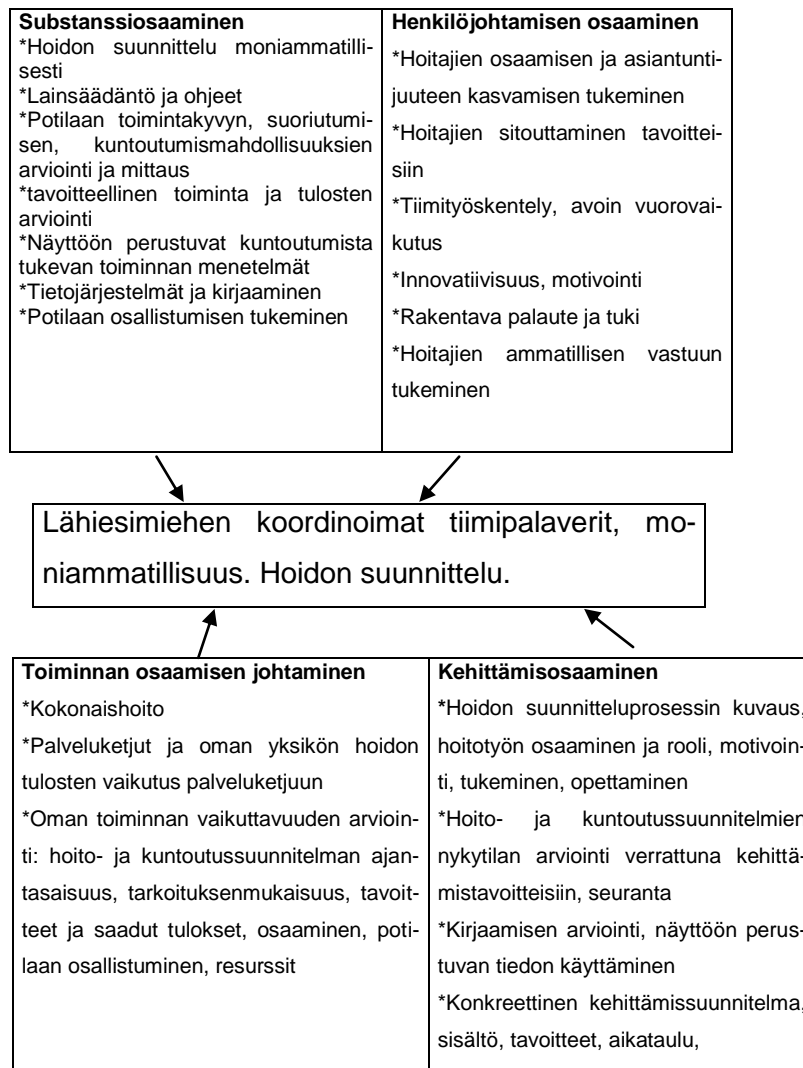 Substanssiosaaminen
*Hoidon suunnittelu moniammatilli-
sesti
*Lainsäädäntö ja ohjeet
*Potilaan toimintakyvyn, suoriutumi-
sen, kuntoutumismahdollisuuksien
arviointi ja mittaus
*tavoitteellinen toiminta ja tulosten
arviointi
*Näyttöön perustuvat kuntoutumista
tukevan toiminnan menetelmät
*Tietojärjestelmät ja kirjaaminen
*Potilaan osallistumisen tukeminen
Henkilöjohtamisen osaaminen
*Hoitajien osaamisen ja asiantunti-
juuteen kasvamisen tukeminen
*Hoitajien sitouttaminen tavoittei-
siin
*Tiimityöskentely, avoin vuorovai-
kutus
*Innovatiivisuus, motivointi
*Rakentava palaute ja tuki
*Hoitajien ammatillisen vastuun
tukeminen
Lähiesimiehen koordinoimat tiimipalaverit, mo-
niammatillisuus. Hoidon suunnittelu.
Toiminnan osaamisen johtaminen
*Kokonaishoito
*Palveluketjut ja oman yksikön hoidon
tulosten vaikutus palveluketjuun
*Oman toiminnan vaikuttavuuden arvioin-
ti: hoito- ja kuntoutussuunnitelman ajan-
tasaisuus, tarkoituksenmukaisuus, tavoit-
teet ja saadut tulokset, osaaminen, poti-
laan osallistuminen, resurssit
Kehittämisosaaminen
*Hoidon suunnitteluprosessin kuvaus,
hoitotyön osaaminen ja rooli, motivoin-
ti, tukeminen, opettaminen
*Hoito- ja kuntoutussuunnitelmien
nykytilan arviointi verrattuna kehittä-
mistavoitteisiin, seuranta
*Kirjaamisen arviointi, näyttöön perus-
tuvan tiedon käyttäminen
*Konkreettinen kehittämissuunnitelma,
sisältö, tavoitteet, aikataulu,